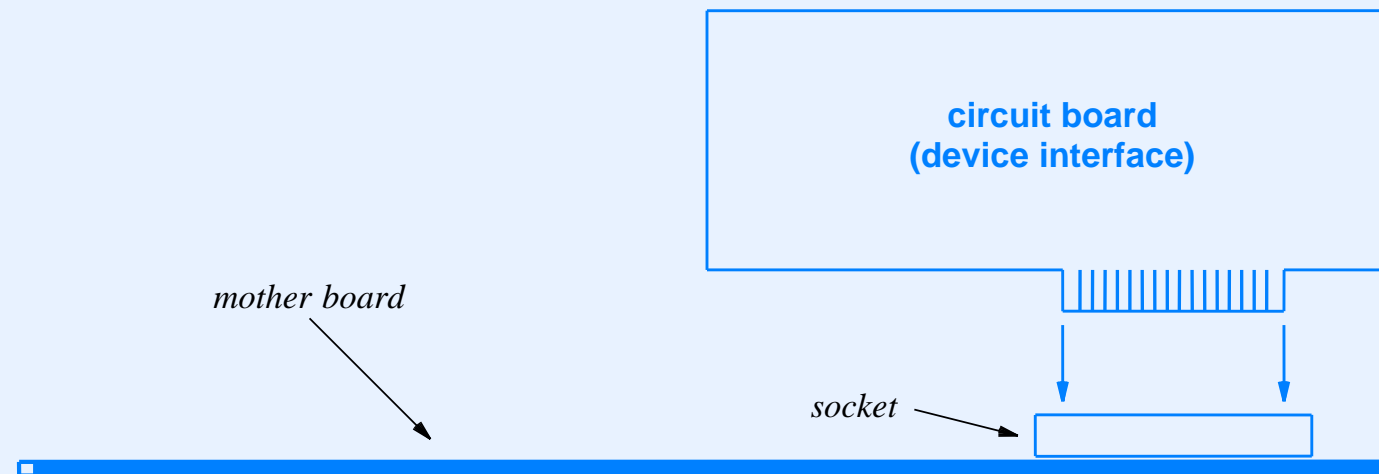 circuit board
(device interface)
mother board
socket